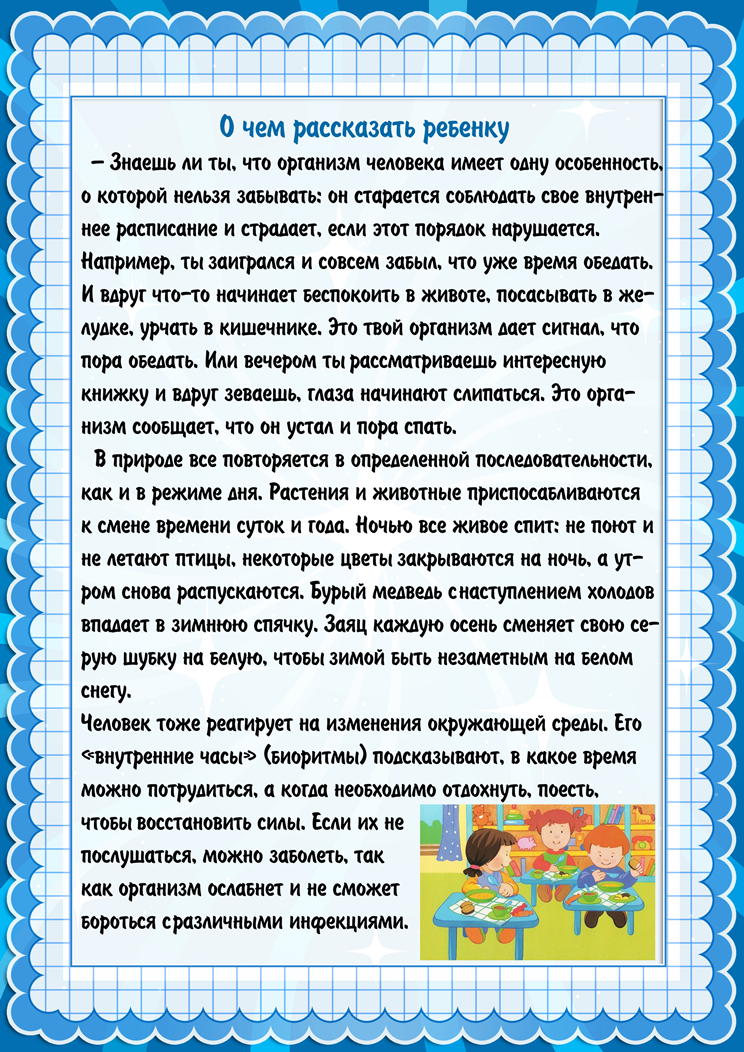 О чем рассказать ребенку
– Знаешь ли ты, что организм человека имеет одну особенность,
о которой нельзя забывать: он старается соблюдать свое внутрен-
нее расписание и страдает, если этот порядок нарушается.
Например, ты заигрался и совсем забыл, что уже время обедать.
И вдруг что-то начинает беспокоить в животе, посасывать в же-
лудке, урчать в кишечнике. Это твой организм дает сигнал, что
пора обедать. Или вечером ты рассматриваешь интересную
книжку и вдруг зеваешь, глаза начинают слипаться. Это орга-
низм сообщает, что он устал и пора спать.
В природе все повторяется в определенной последовательности,
как и в режиме дня. Растения и животные приспосабливаются
к смене времени суток и года. Ночью все живое спит: не поют и
не летают птицы, некоторые цветы закрываются на ночь, а ут-
ром снова распускаются. Бурый медведь с наступлением холодов
впадает в зимнюю спячку. Заяц каждую осень сменяет свою се-
рую шубку на белую, чтобы зимой быть незаметным на белом
снегу.
Человек тоже реагирует на изменения окружающей среды. Его
«внутренние часы» (биоритмы) подсказывают, в какое время
можно потрудиться, а когда необходимо отдохнуть, поесть,
чтобы восстановить силы. Если их не
послушаться, можно заболеть, так
как организм ослабнет и не сможет
бороться с различными инфекциями.